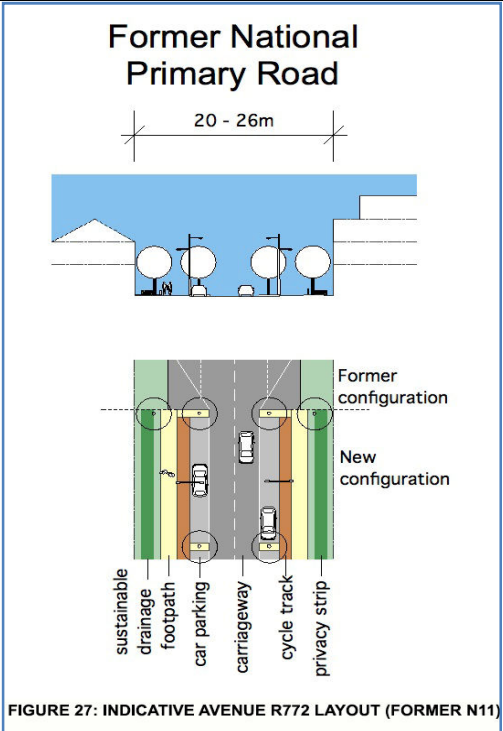 Former National
Primary Road
20 - 26m
Former
configuration
New
configuration
sustainable
drainage
footpath
car parking
carriageway
cycle track
privacy strip
FIGURE 27: INDICATIVE AVENUE R772 LAYOUT (FORMER N11)